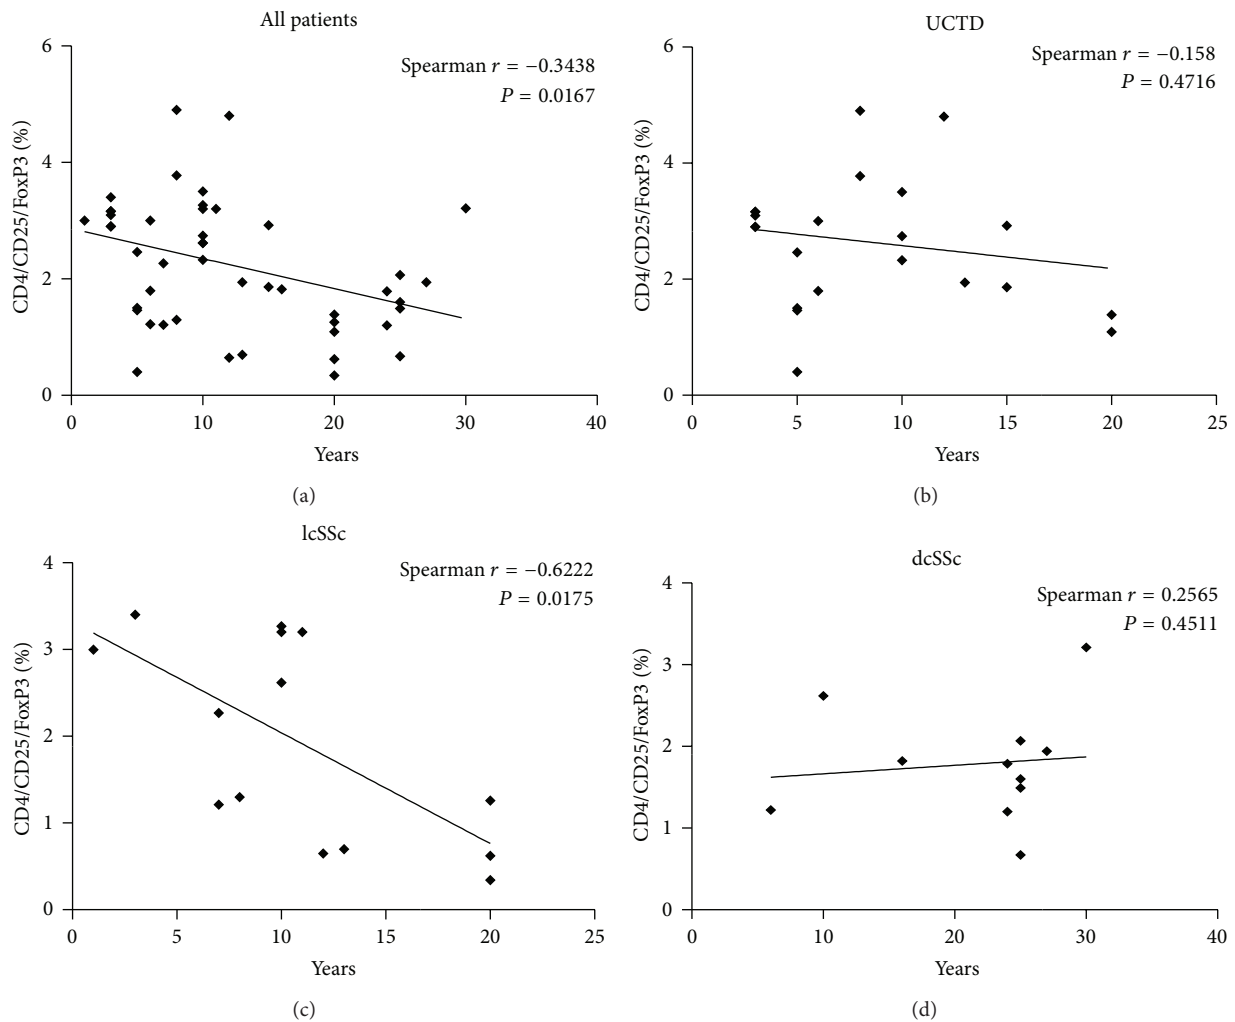 All patients
Spearman r = −0.3438
P = 0.0167
CD4/CD25/FoxP3 (%)
6
4
2
0
0 10 20 30 40
Years
(a)
UCTD
Spearman r = −0.158
P = 0.4716
CD4/CD25/FoxP3 (%)
6
4
2
0
0 5 10 15 20 25
Years
(b)
lcSSc
Spearman r = −0.6222
P = 0.0175
CD4/CD25/FoxP3 (%)
4
3
2
1
0
0 5 10 15 20 25
Years
(c)
dcSSc
Spearman r = 0.2565
P = 0.4511
CD4/CD25/FoxP3 (%)
4
3
2
1
0
0 10 20 30 40
Years
(d)